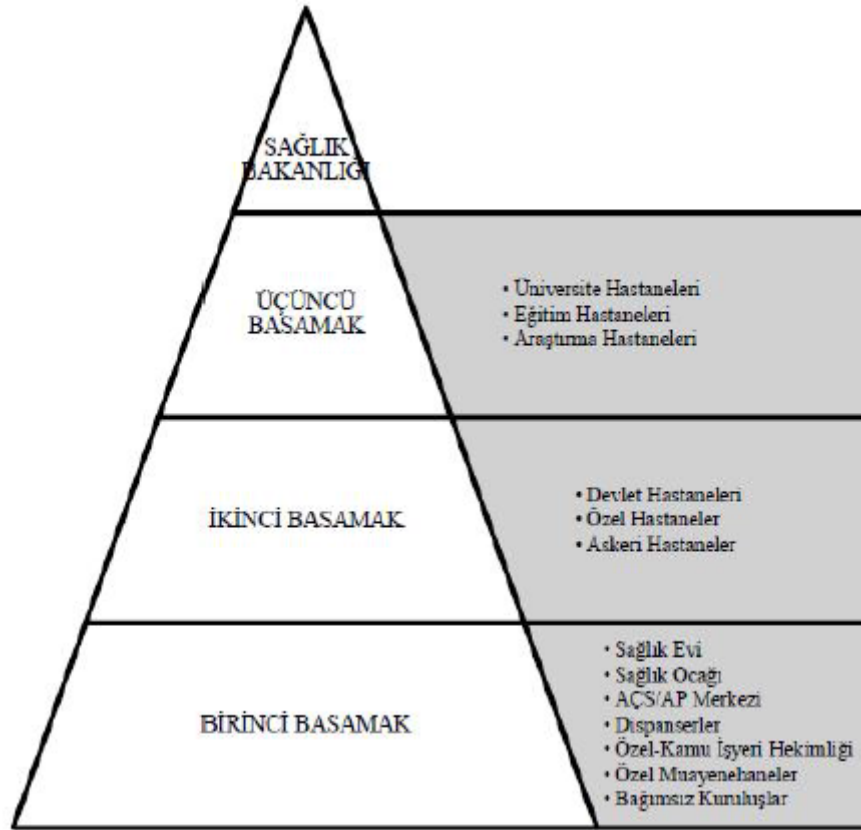 SAĞLIK
BAKANLIĞI
ÜÇÜNCÜ
BASAMAK
• Üniversite Hastaneleri
• Eğitim Hastaneleri
• Araştırma Hastaneleri
İKİNCİ BASAMAK
• Devlet Hastaneleri
• Özel Hastaneler
• Askeri Hastaneler
BİRİNCİ BASAMAK
• Sağlık Evi
• Sağlık Ocağı
• AÇS/AP Merkezi
• Dispanserler
• Özel-Kamu İşyeri Hekimliği
• Özel Muayenehaneler
• Bağımsız Kuruluşlar